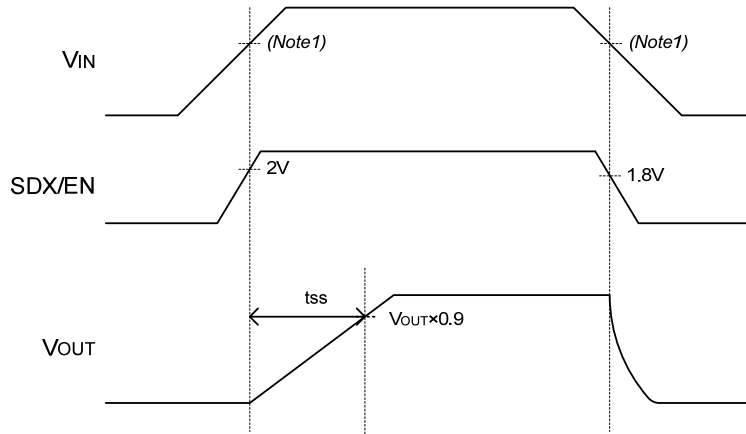 (Note1)
(Note1)
VIN
2V
1.8V
SDX/EN
tss
VOUT×0.9
VOUT